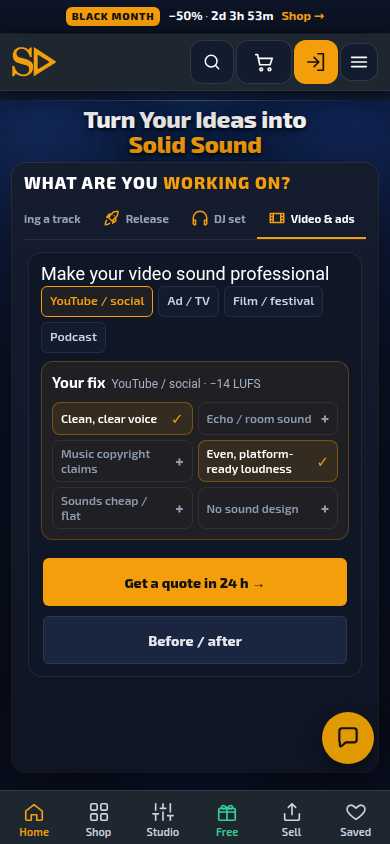 BLACK MONTH −50% · 2d 3h 53m Shop →
SD
Turn Your Ideas into
Solid Sound
WHAT ARE YOU WORKING ON?
ing a track Release DJ set Video & ads
Make your video sound professional
YouTube / social Ad / TV Film / festival
Podcast
Your fix YouTube / social · −14 LUFS
Clean, clear voice ✓ Echo / room sound +
Music copyright
claims +
Even, platform-
ready loudness ✓
Sounds cheap /
flat +
No sound design +
Get a quote in 24 h →
Before / after
Home Shop Studio Free Sell Saved